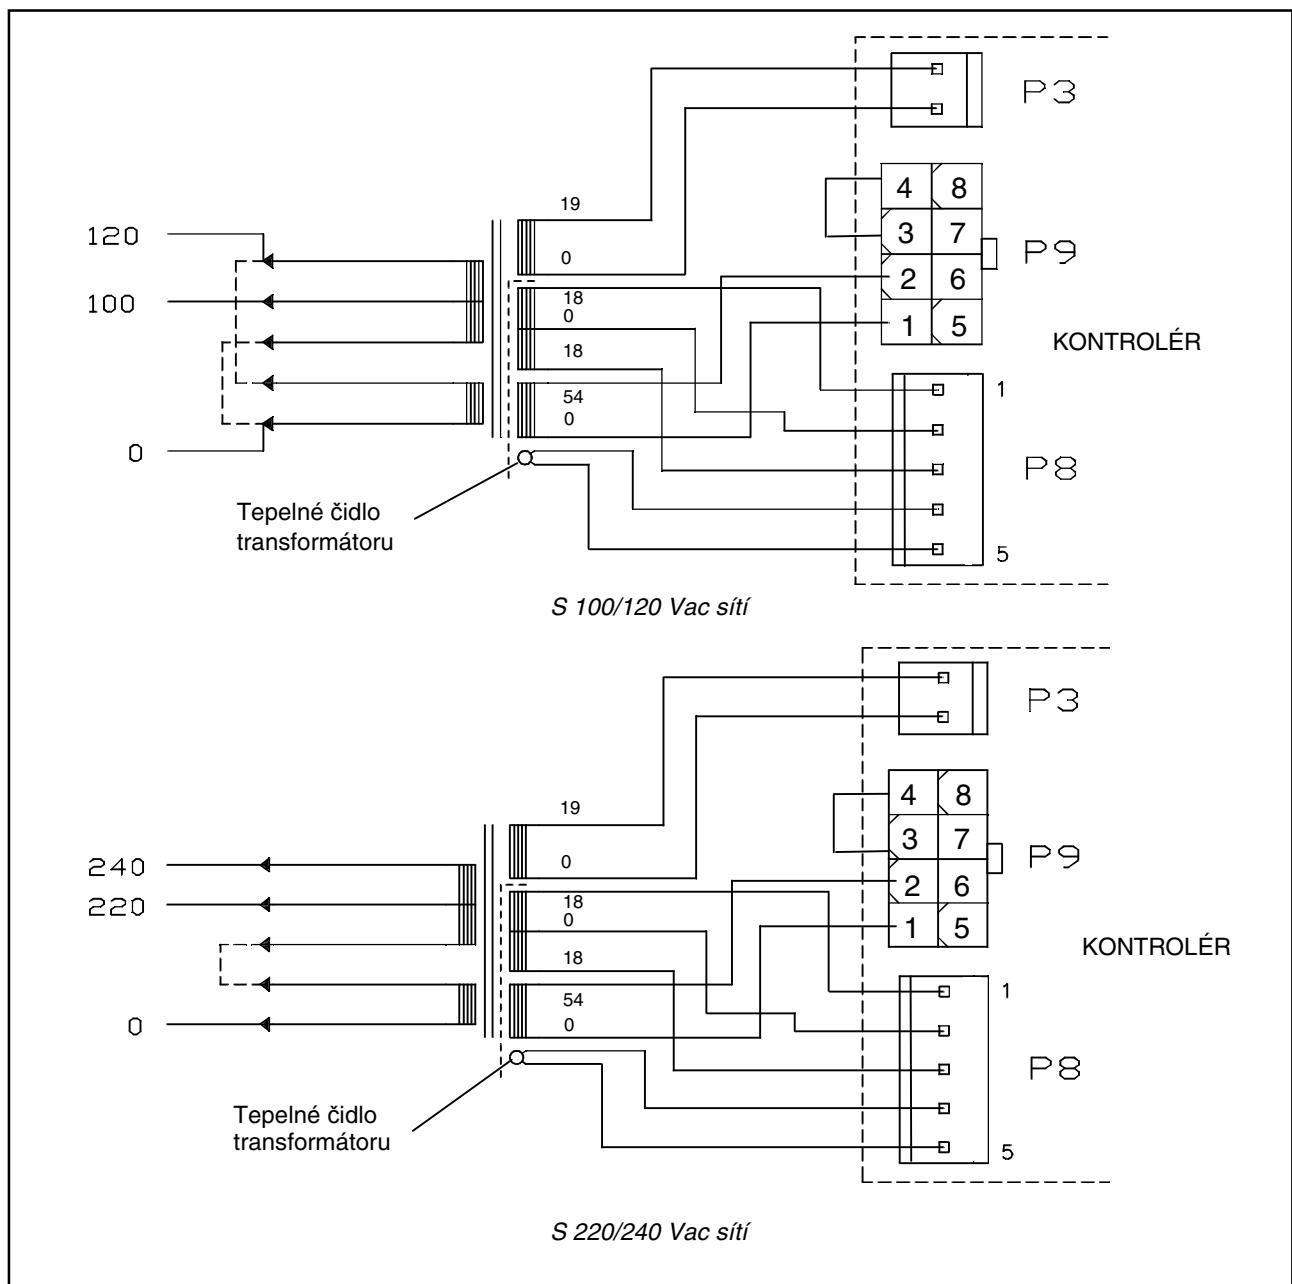 P3
19
4 8
120
3 7
P9
0
2 6
100
18
0
1 5
KONTROLÉR
18
1
54
0
0
P8
Tepelné čidlo
transformátoru
5
S 100/120 Vac sítí
P3
19
4 8
240
0
3 7
P9
220
18
0
2 6
1 5
KONTROLÉR
18
54
1
0
0
P8
Tepelné čidlo
transformátoru
5
S 220/240 Vac sítí